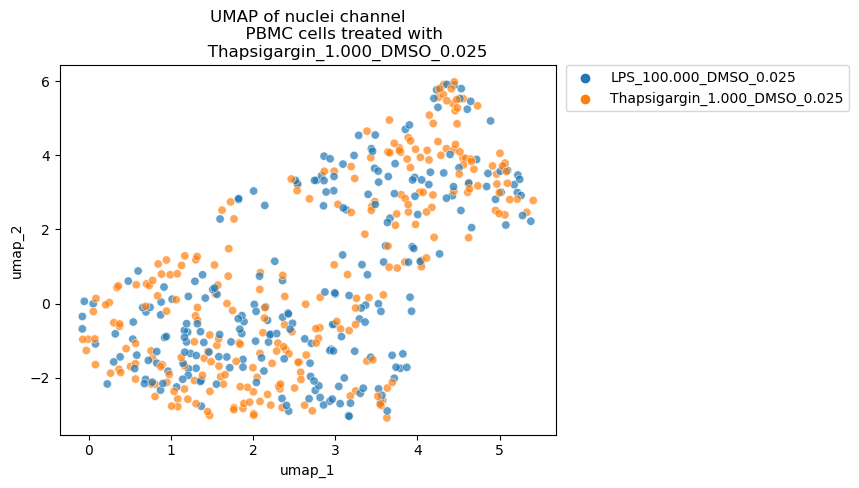 UMAP of nuclei channel
PBMC cells treated with
Thapsigargin_1.000_DMSO_0.025
LPS_100.000_DMSO_0.025
Thapsigargin_1.000_DMSO_0.025
umap_2
6
4
2
0
−2
0 1 2 3 4 5
umap_1